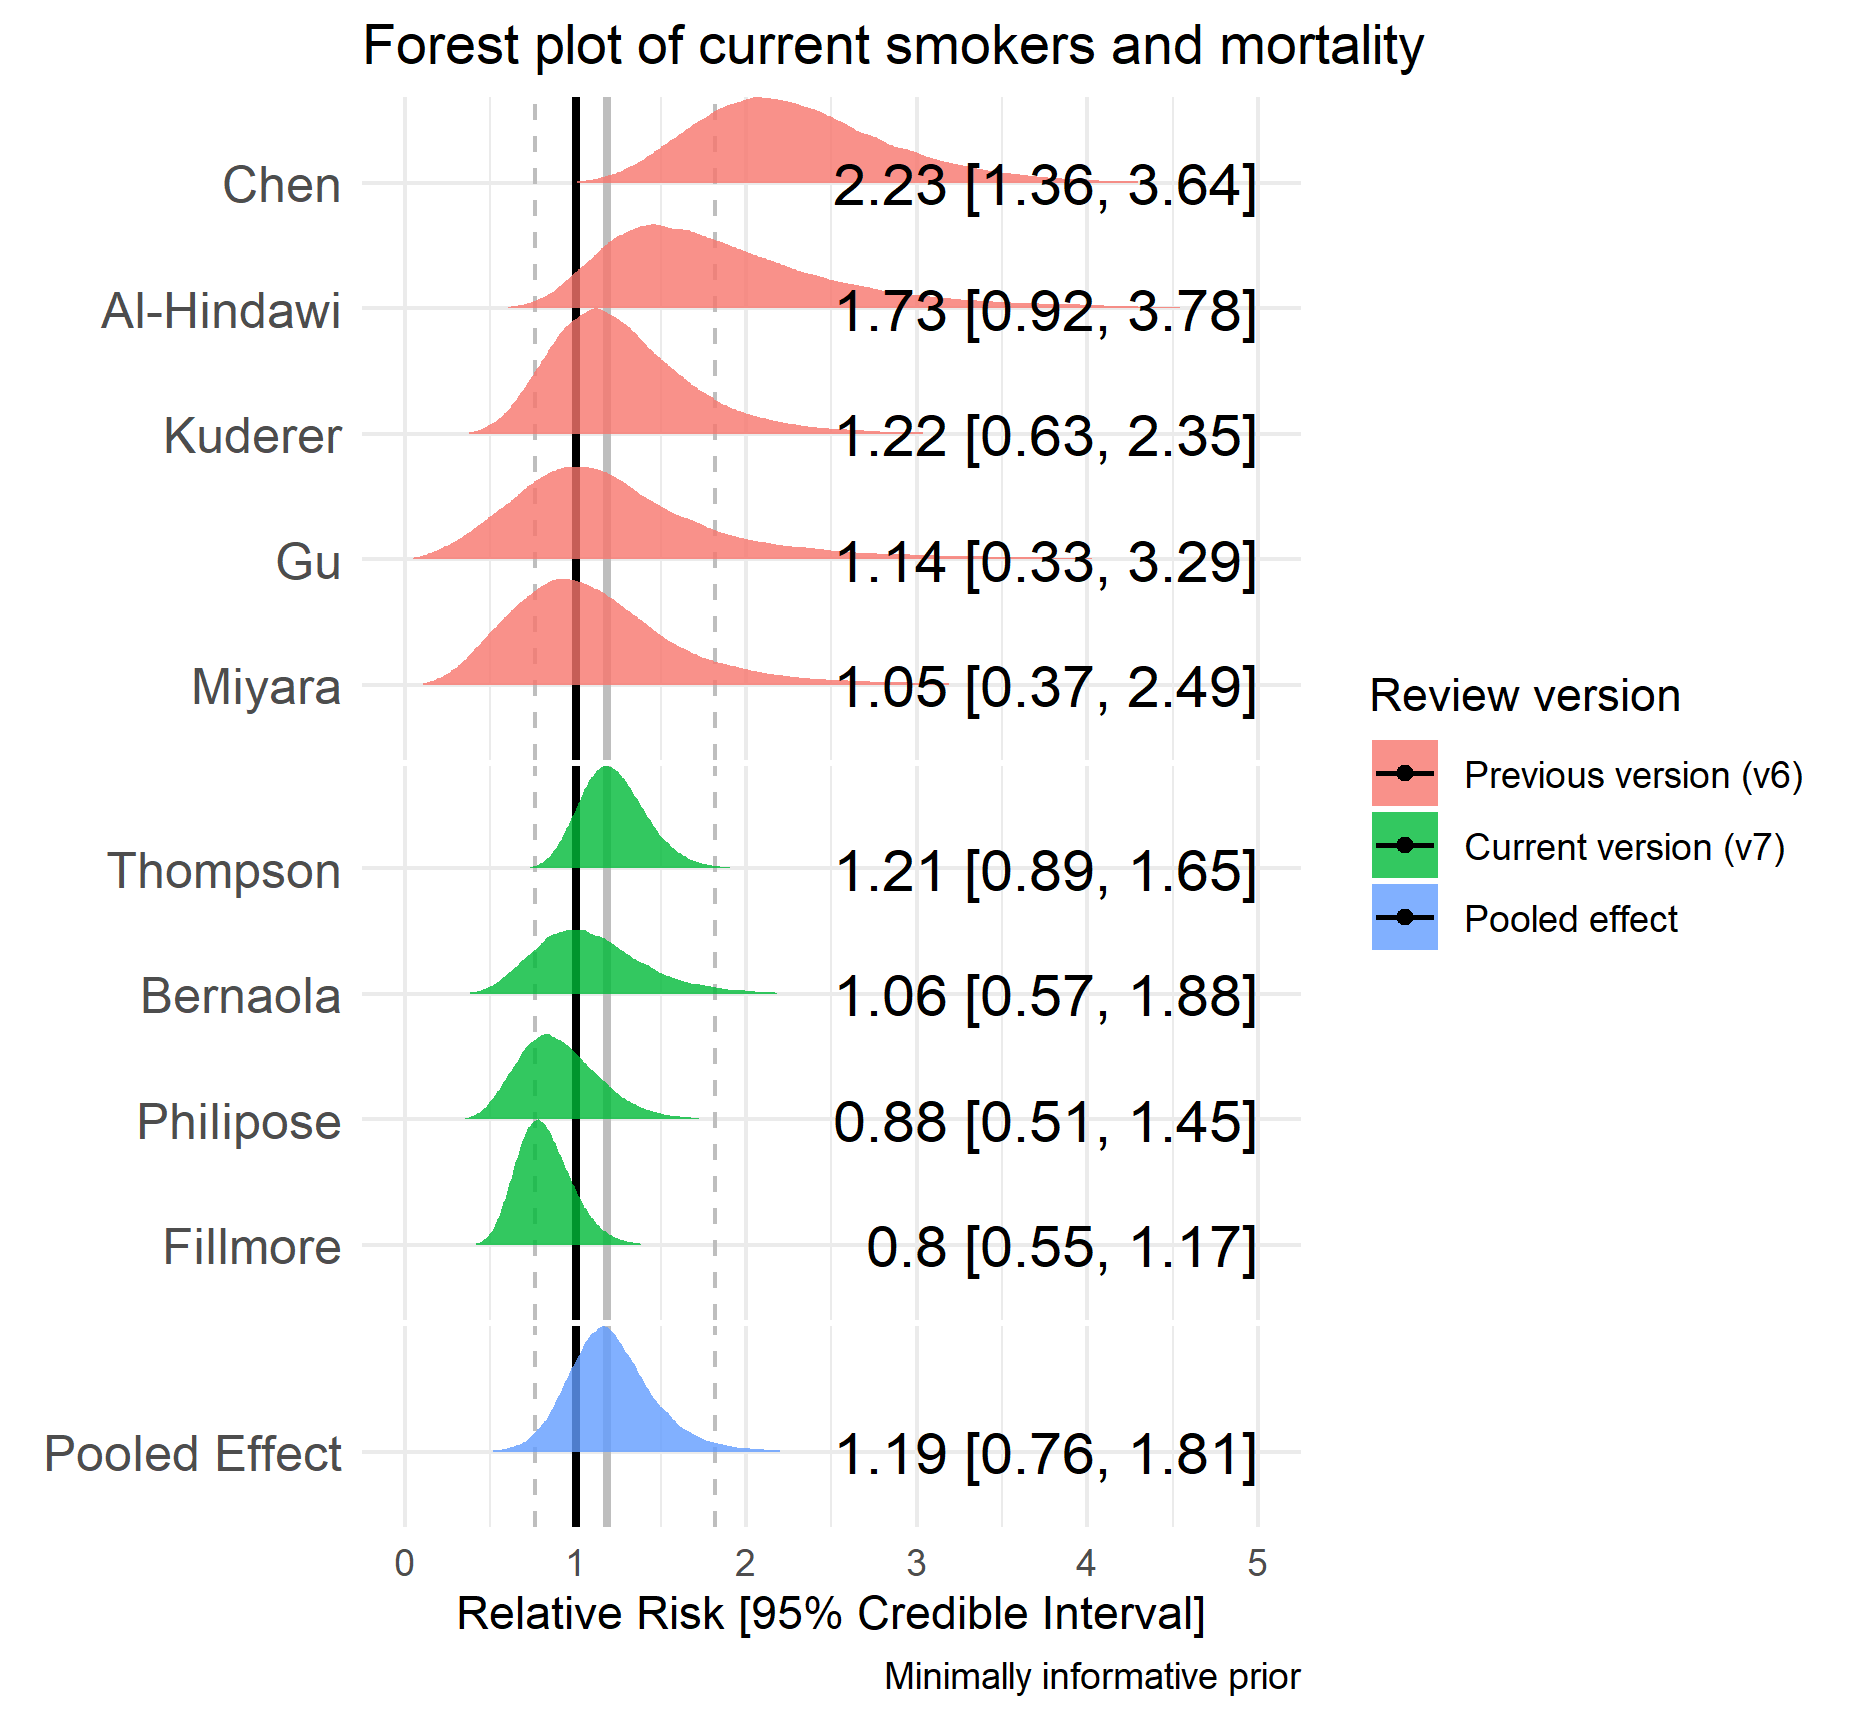 Forest plot of current smokers and mortality
Chen 2.23 [1.36, 3.64]
Al-Hindawi 1.73 [0.92, 3.78]
Kuderer 1.22 [0.63, 2.35]
Gu 1.14 [0.33, 3.29]
Miyara 1.05 [0.37, 2.49]
Thompson 1.21 [0.89, 1.65]
Bernaola 1.06 [0.57, 1.88]
Philipose 0.88 [0.51, 1.45]
Fillmore 0.8 [0.55, 1.17]
Pooled Effect 1.19 [0.76, 1.81]
0 1 2 3 4 5
Relative Risk [95% Credible Interval]
Minimally informative prior
Review version
Previous version (v6)
Current version (v7)
Pooled effect